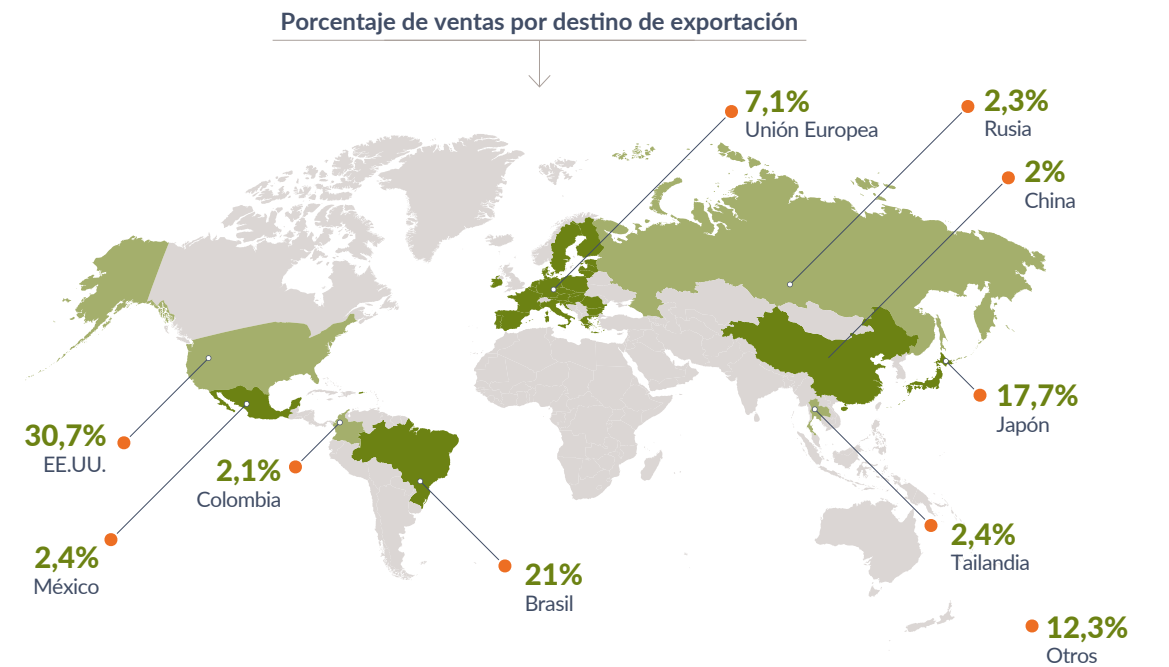 Porcentaje de ventas por destino de exportación
7,1%
Unión Europea
2,3%
Rusia
2%
China
17,7%
Japón
30,7%
EE.UU.
2,1%
Colombia
2,4%
México
21%
Brasil
2,4%
Tailandia
12,3%
Otros